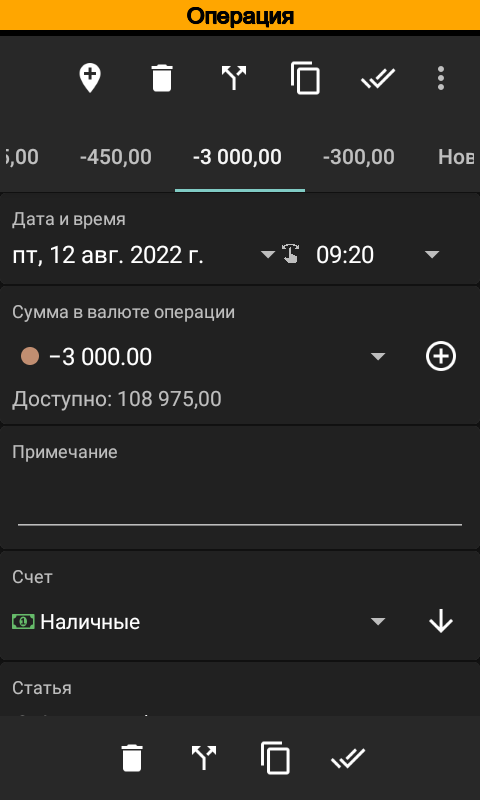 Операция
5,00 -450,00 -3 000,00 -300,00 Нов
Дата и время
пт, 12 авг. 2022 г. 09:20
Сумма в валюте операции
−3 000.00
Доступно: 108 975,00
Примечание
Счет
Наличные
Статья